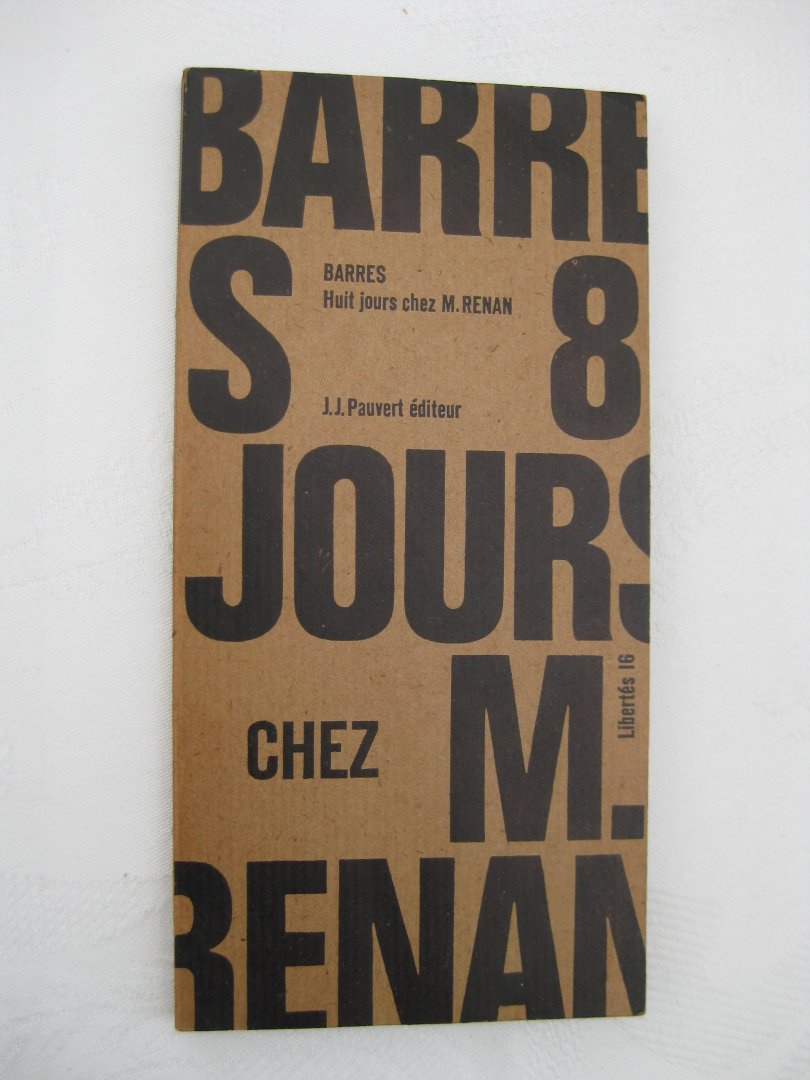 BARRE
S 8
BARRES
Huit jours chez M. RENAN
J.J. Pauvert éditeur
JOURS
CHEZ M.
Libertés 16
RENAN